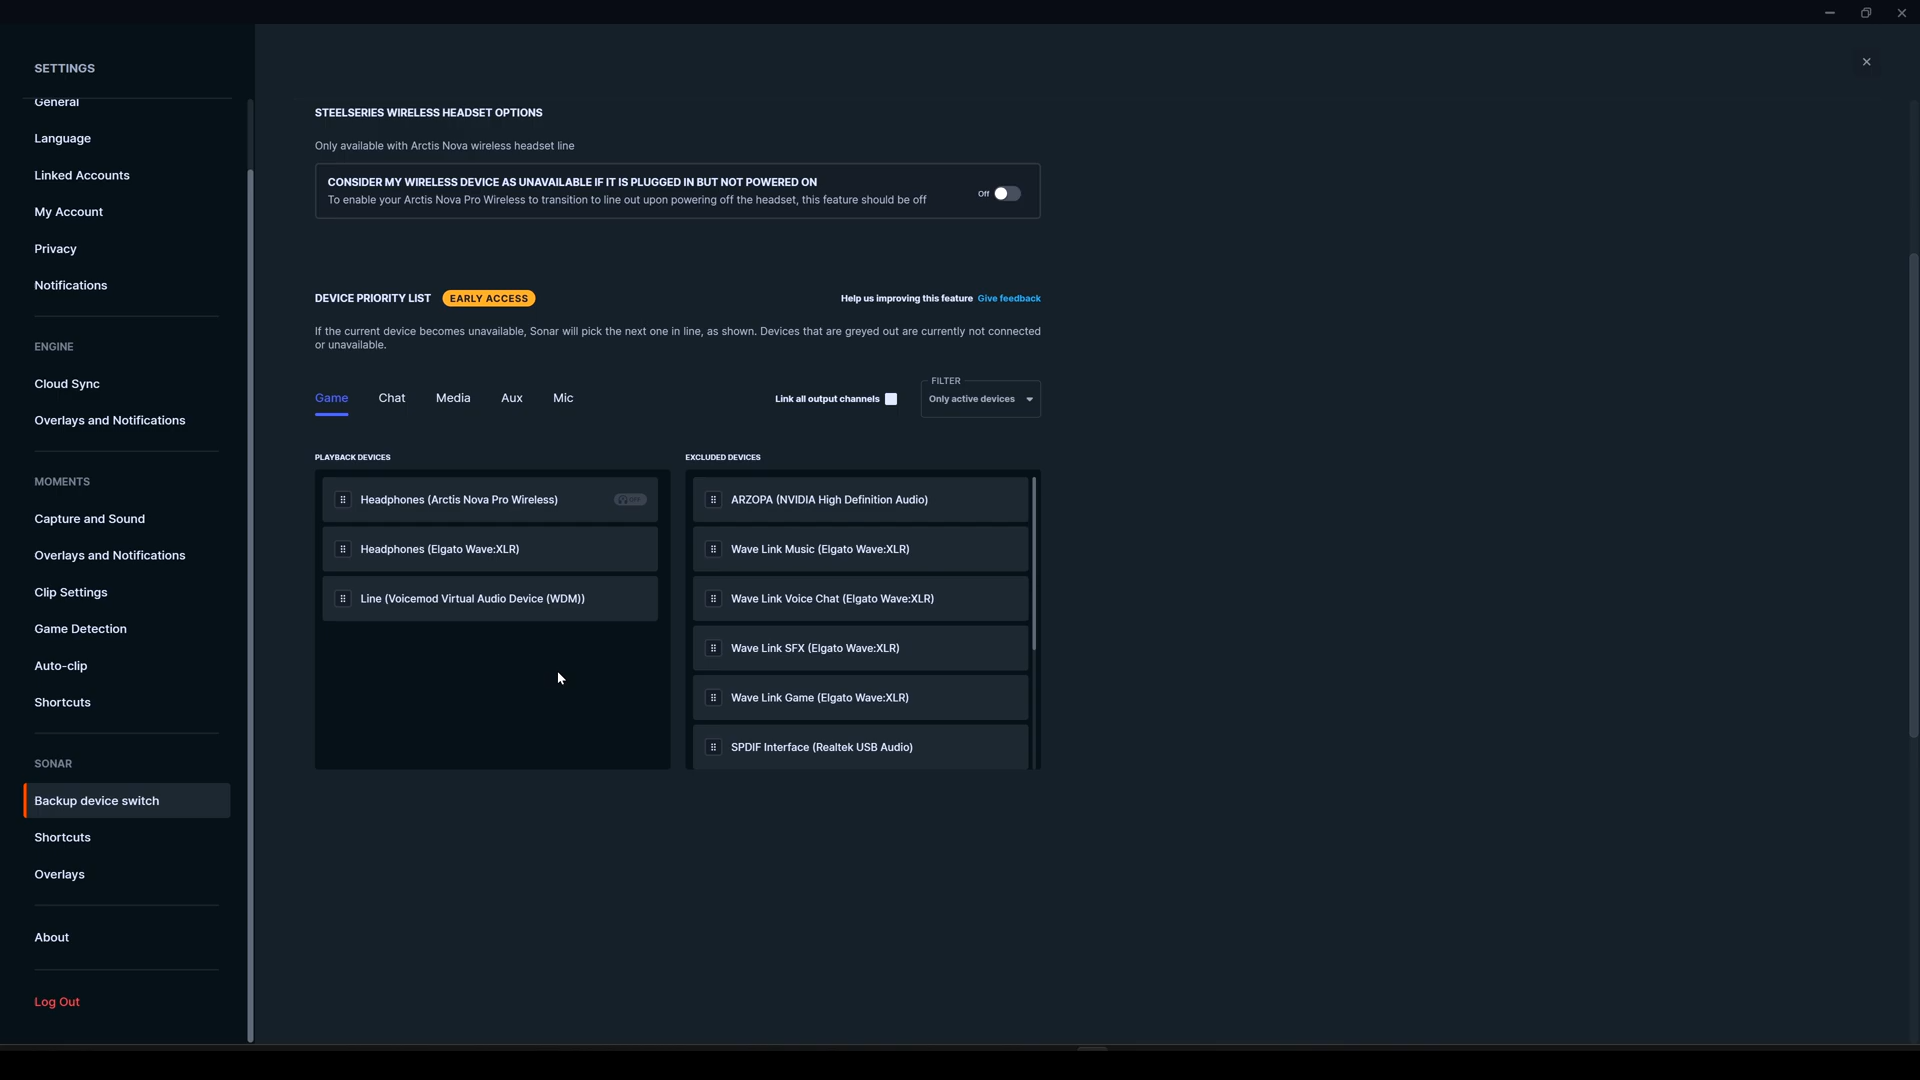 SETTINGS
General
Language
Linked Accounts
My Account
Privacy
Notifications
ENGINE
Cloud Sync
Overlays and Notifications
MOMENTS
Capture and Sound
Overlays and Notifications
Clip Settings
Game Detection
Auto-clip
Shortcuts
SONAR
Backup device switch
Shortcuts
Overlays
About
Log Out
STEELSERIES WIRELESS HEADSET OPTIONS
Only available with Arctis Nova wireless headset line
CONSIDER MY WIRELESS DEVICE AS UNAVAILABLE IF IT IS PLUGGED IN BUT NOT POWERED ON
To enable your Arctis Nova Pro Wireless to transition to line out upon powering off the headset, this feature should be off
Off
DEVICE PRIORITY LIST EARLY ACCESS
Help us improving this feature Give feedback
If the current device becomes unavailable, Sonar will pick the next one in line, as shown. Devices that are greyed out are currently not connected
or unavailable.
Game Chat Media Aux Mic
Link all output channels
FILTER
Only active devices
PLAYBACK DEVICES
Headphones (Arctis Nova Pro Wireless) OFF
Headphones (Elgato Wave:XLR)
Line (Voicemod Virtual Audio Device (WDM))
EXCLUDED DEVICES
ARZOPA (NVIDIA High Definition Audio)
Wave Link Music (Elgato Wave:XLR)
Wave Link Voice Chat (Elgato Wave:XLR)
Wave Link SFX (Elgato Wave:XLR)
Wave Link Game (Elgato Wave:XLR)
SPDIF Interface (Realtek USB Audio)